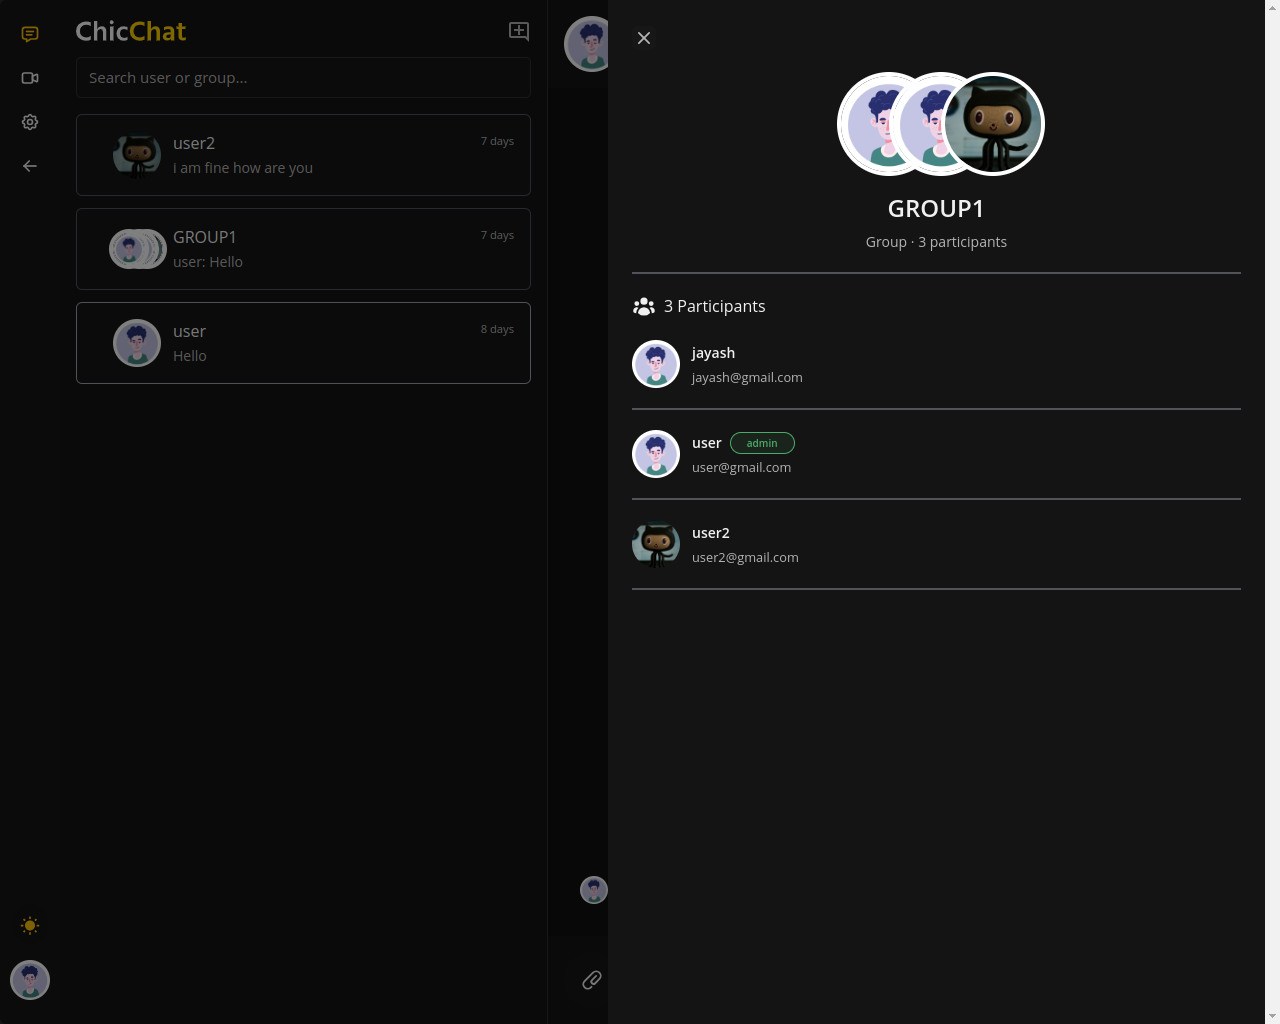 ChicChat
Search user or group...
user2
7 days
i am fine how are you
GROUP1
7 days
user: Hello
user
8 days
Hello
GROUP1
Group · 3 participants
3 Participants
jayash
jayash@gmail.com
user admin
user@gmail.com
user2
user2@gmail.com